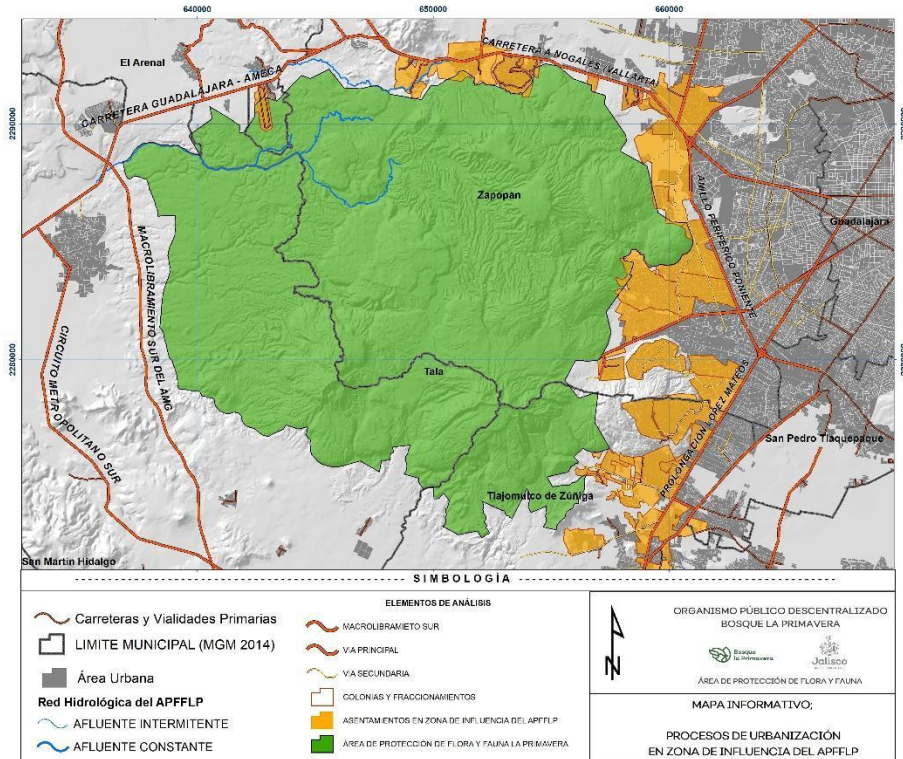 640000
650000
660000
El Arenal
CARRETERA GUADALAJARA - AMECA
CARRETERA A NOGALES (VALLARTA)
2290000
Zapopan
Guadalajara
ANILLO PERIFERICO PONIENTE
MACROLIBRAMIENTO SUR DEL AMG
CIRCUITO METROPOLITANO SUR
2280000
Tala
PROLONGACION LOPEZ MATEOS
San Pedro Tlaquepaque
Tlajomulco de Zúñiga
San Martín Hidalgo
SIMBOLOGÍA
Carreteras y Vialidades Primarias
LIMITE MUNICIPAL (MGM 2014)
Área Urbana
Red Hidrológica del APFFLP
AFLUENTE INTERMITENTE
AFLUENTE CONSTANTE
ELEMENTOS DE ANÁLISIS
MACROLIBRAMIETO SUR
VIA PRINCIPAL
VIA SECUNDARIA
COLONIAS Y FRACCIONAMIENTOS
ASENTAMIENTOS EN ZONA DE INFLUENCIA DEL APFFLP
ÁREA DE PROTECCIÓN DE FLORA Y FAUNA LA PRIMAVERA
N
ORGANISMO PÚBLICO DESCENTRALIZADO
BOSQUE LA PRIMAVERA
Bosque
la Primavera
Jalisco
ÁREA DE PROTECCIÓN DE FLORA Y FAUNA
MAPA INFORMATIVO;
PROCESOS DE URBANIZACIÓN
EN ZONA DE INFLUENCIA DEL APFFLP